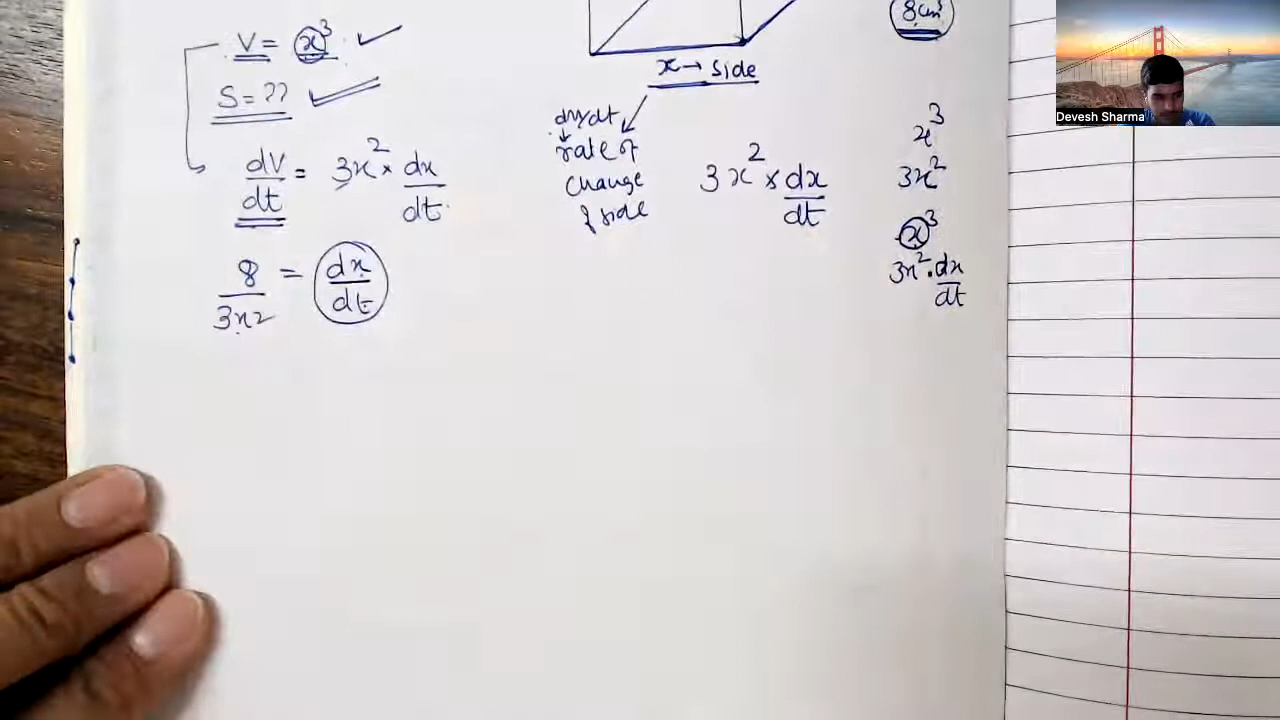 V = x³
S = ??
dV/dt = 3x² × dx/dt
8/3x2 = dx/dt
x → Side
dx/dt
rate of
change
of side
3x² × dx/dt
8cm³
x³
3x²
x³
3x² · dx/dt
Devesh Sharma